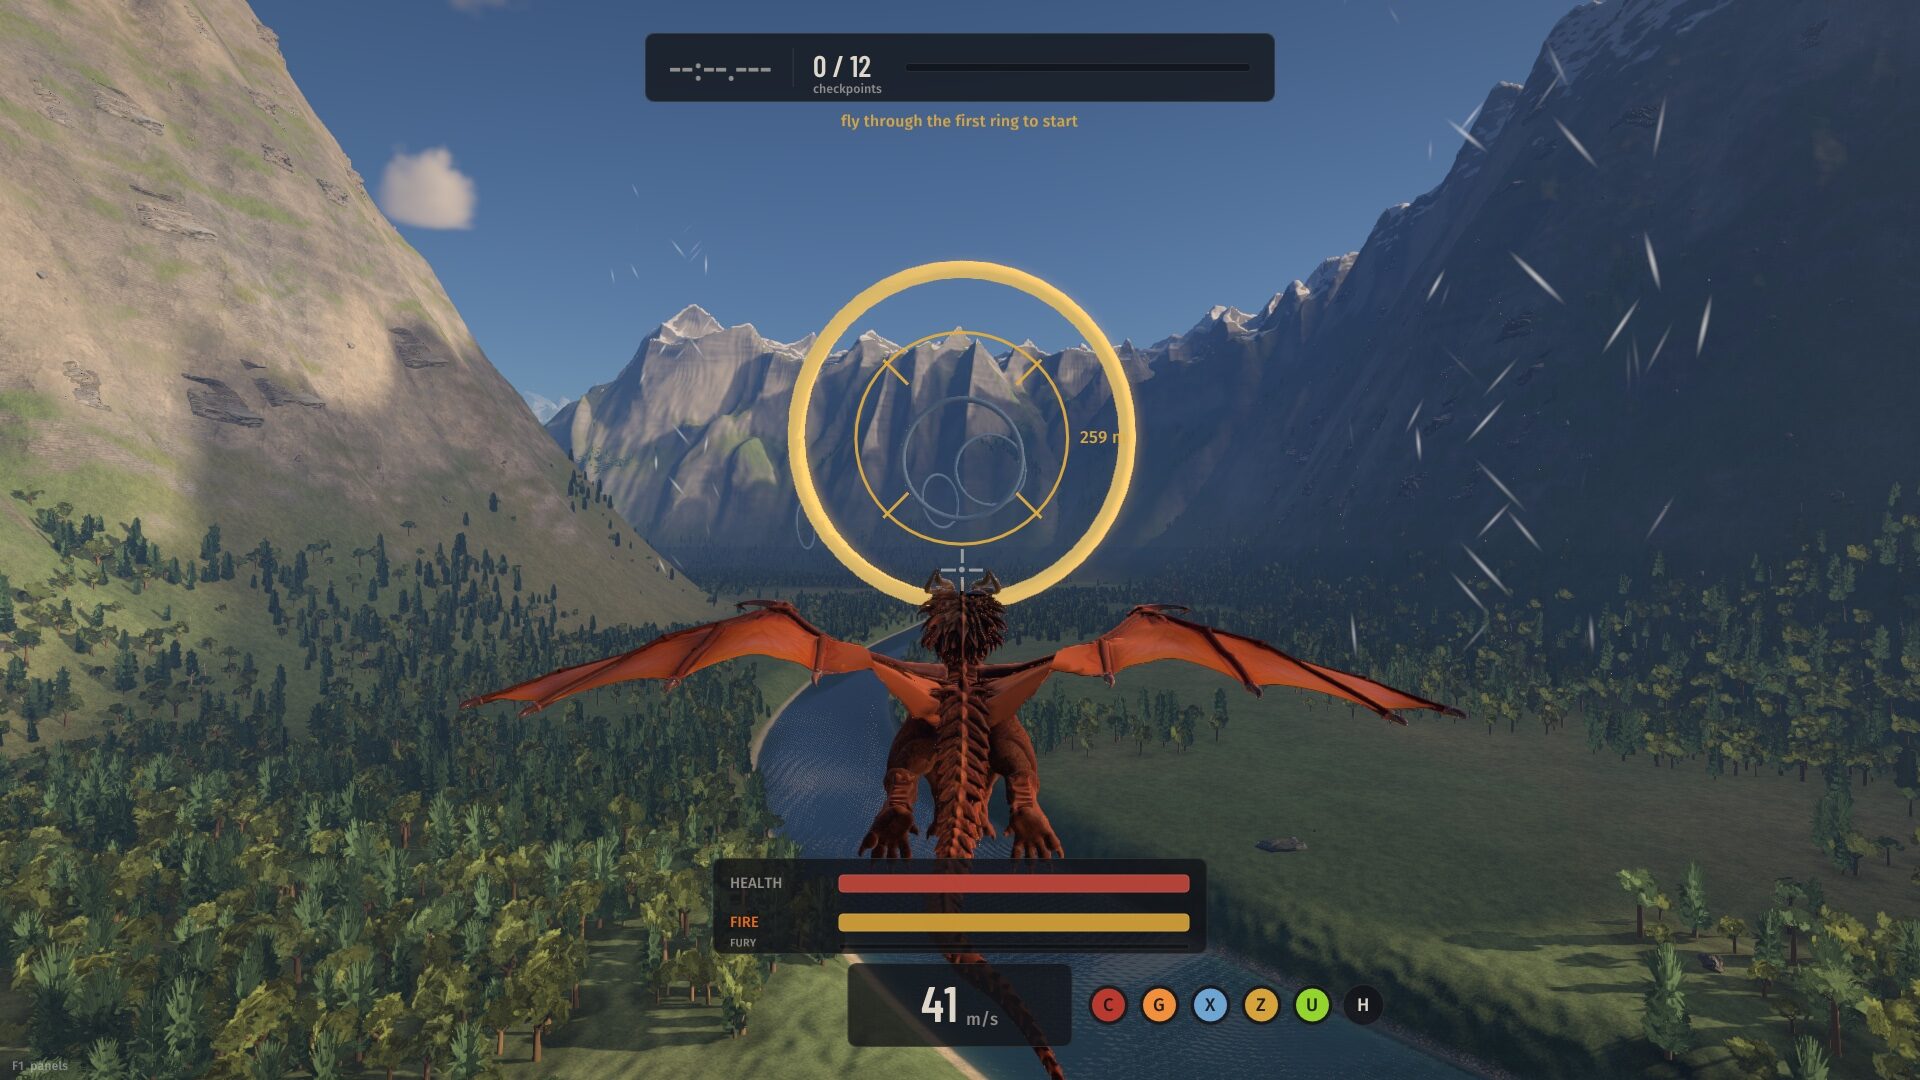 --:--.---
0 / 12
checkpoints
fly through the first ring to start
259 m
HEALTH
FIRE
FURY
41 m/s
C G X Z U H
F1 panels